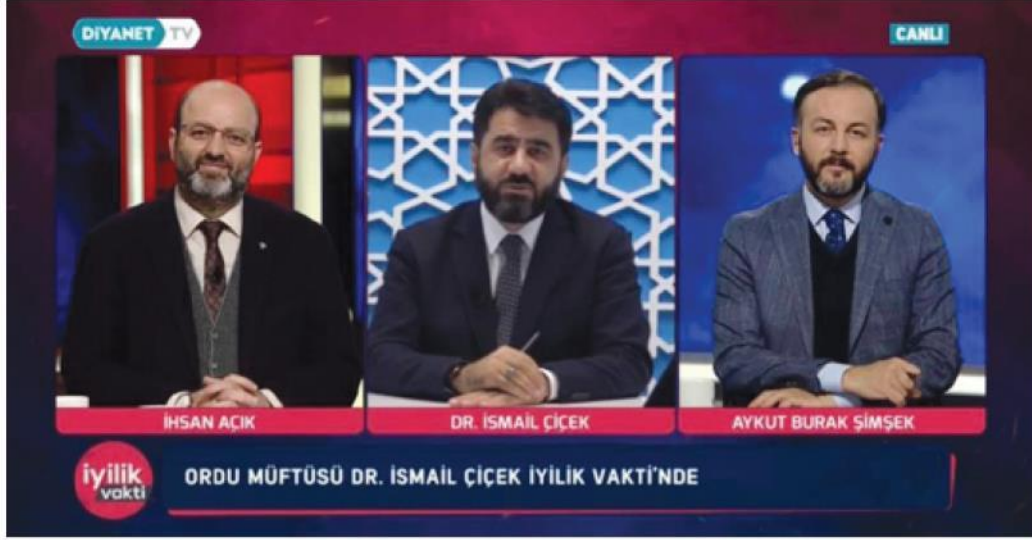 DİYANET TV
CANLI
İHSAN AÇIK
DR. İSMAİL ÇİÇEK
AYKUT BURAK ŞİMŞEK
iyilik
vakti
ORDU MÜFTÜSÜ DR. İSMAİL ÇİÇEK İYİLİK VAKTİ'NDE